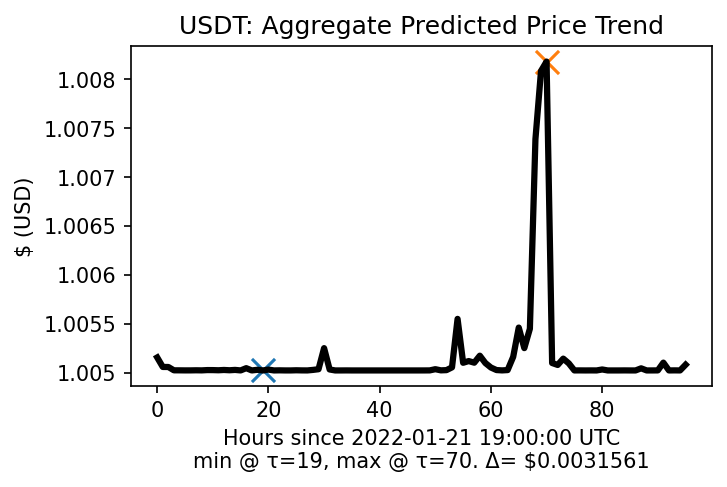 USDT: Aggregate Predicted Price Trend
1.008
1.0075
1.007
1.0065
1.006
1.0055
1.005
$ (USD)
0 20 40 60 80
Hours since 2022-01-21 19:00:00 UTC
min @ τ=19, max @ τ=70. Δ= $0.0031561